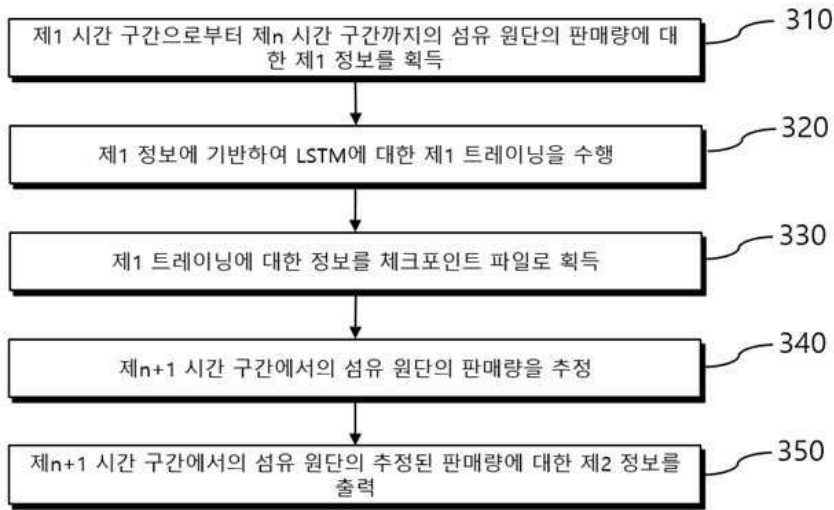 제1 시간 구간으로부터 제n 시간 구간까지의 섬유 원단의 판매량에 대
한 제1 정보를 획득
310
제1 정보에 기반하여 LSTM에 대한 제1 트레이닝을 수행
320
제1 트레이닝에 대한 정보를 체크포인트 파일로 획득
330
제n+1 시간 구간에서의 섬유 원단의 판매량을 추정
340
제n+1 시간 구간에서의 섬유 원단의 추정된 판매량에 대한 제2 정보를
출력
350